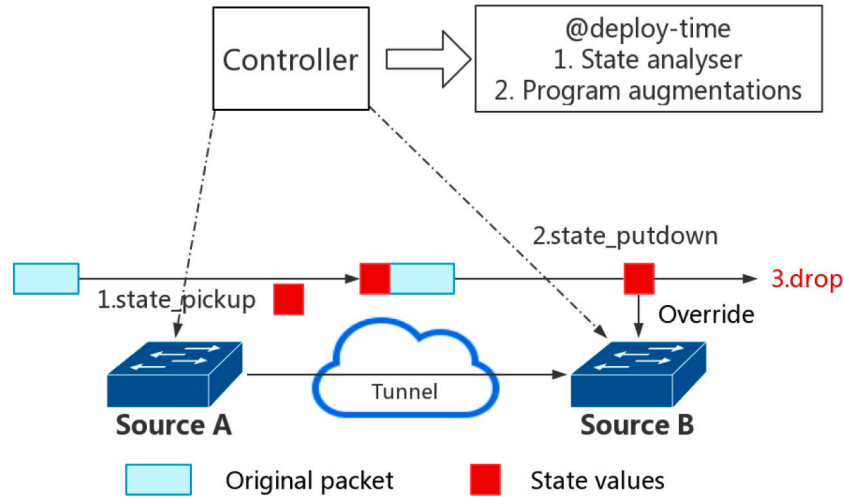 Controller
@deploy-time
1. State analyser
2. Program augmentations
2.state_putdown
1.state_pickup
3.drop
Override
Tunnel
Source A
Source B
Original packet
State values